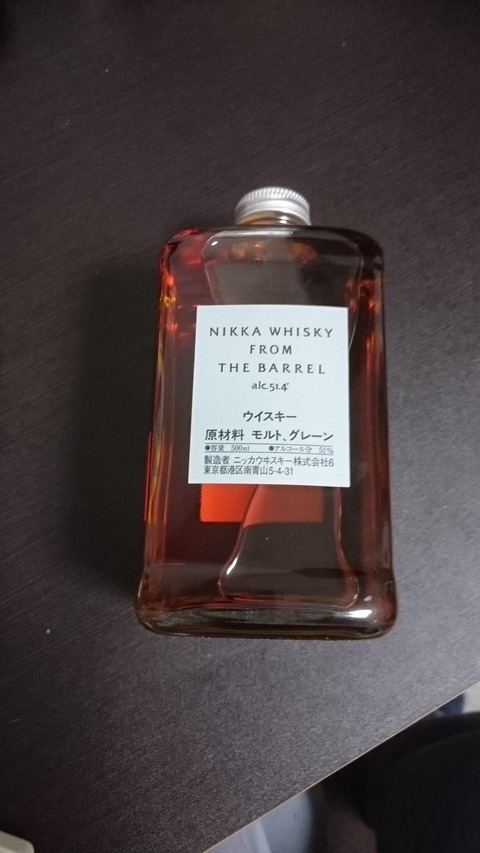 NIKKA WHISKY
FROM
THE BARREL
alc.51.4°
ウイスキー
原材料 モルト、グレーン
●容量 500ml ●アルコール分 51%
製造者 ニッカウヰスキー株式会社6
東京都港区南青山5-4-31